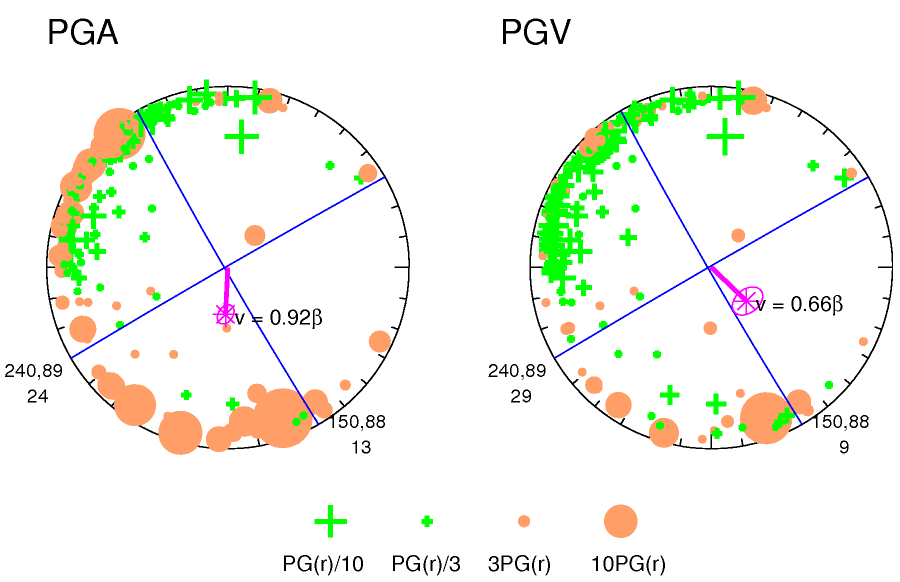 PGA
PGV
v = 0.92β
v = 0.66β
240,89
24
150,88
13
240,89
29
150,88
9
PG(r)/10
PG(r)/3
3PG(r)
10PG(r)